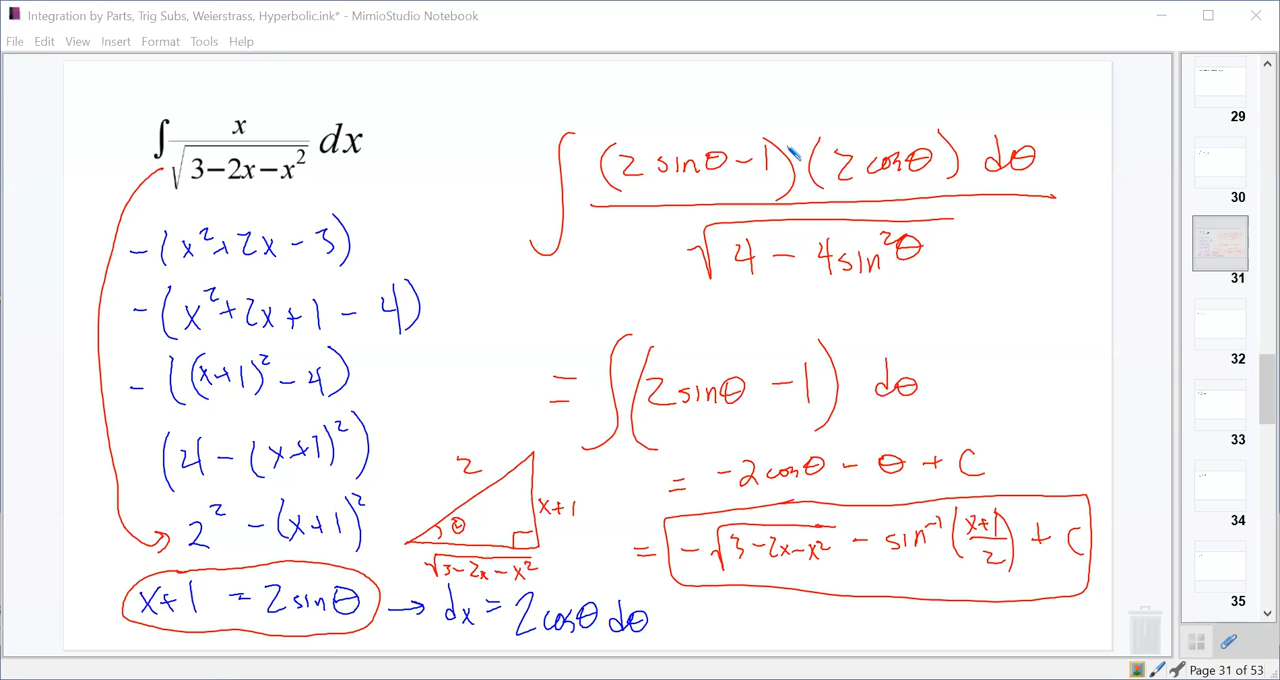 Integration by Parts, Trig Subs, Weierstrass, Hyperbolic.ink* - MimioStudio Notebook
File Edit View Insert Format Tools Help
∫ x / √(3−2x−x²) dx
−(x²+2x−3)
−(x²+2x+1−4)
−((x+1)²−4)
(4−(x+1)²)
2²−(x+1)²
x+1 = 2sinθ → dx = 2cosθ dθ
2
θ
x+1
√(3−2x−x²)
∫ (2sinθ−1)(2cosθ) dθ / √(4−4sin²θ)
= ∫(2sinθ−1) dθ
= −2cosθ − θ + C
= −√(3−2x−x²) − sin⁻¹((x+1)/2) + C
29
30
31
32
33
34
35
Page 31 of 53